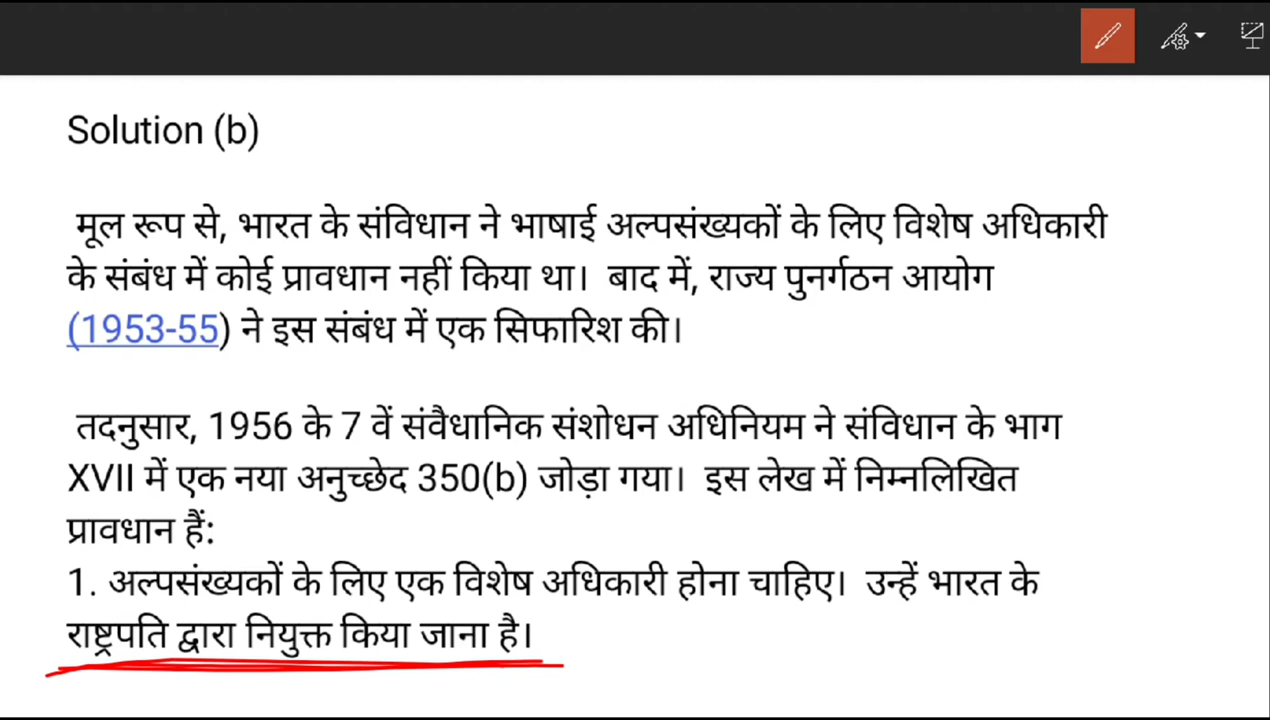 Solution (b)
मूल रूप से, भारत के संविधान ने भाषाई अल्पसंख्यकों के लिए विशेष अधिकारी
के संबंध में कोई प्रावधान नहीं किया था। बाद में, राज्य पुनर्गठन आयोग
(1953-55) ने इस संबंध में एक सिफारिश की।
तदनुसार, 1956 के 7 वें संवैधानिक संशोधन अधिनियम ने संविधान के भाग
XVII में एक नया अनुच्छेद 350(b) जोड़ा गया। इस लेख में निम्नलिखित
प्रावधान हैं:
1. अल्पसंख्यकों के लिए एक विशेष अधिकारी होना चाहिए। उन्हें भारत के
राष्ट्रपति द्वारा नियुक्त किया जाना है।